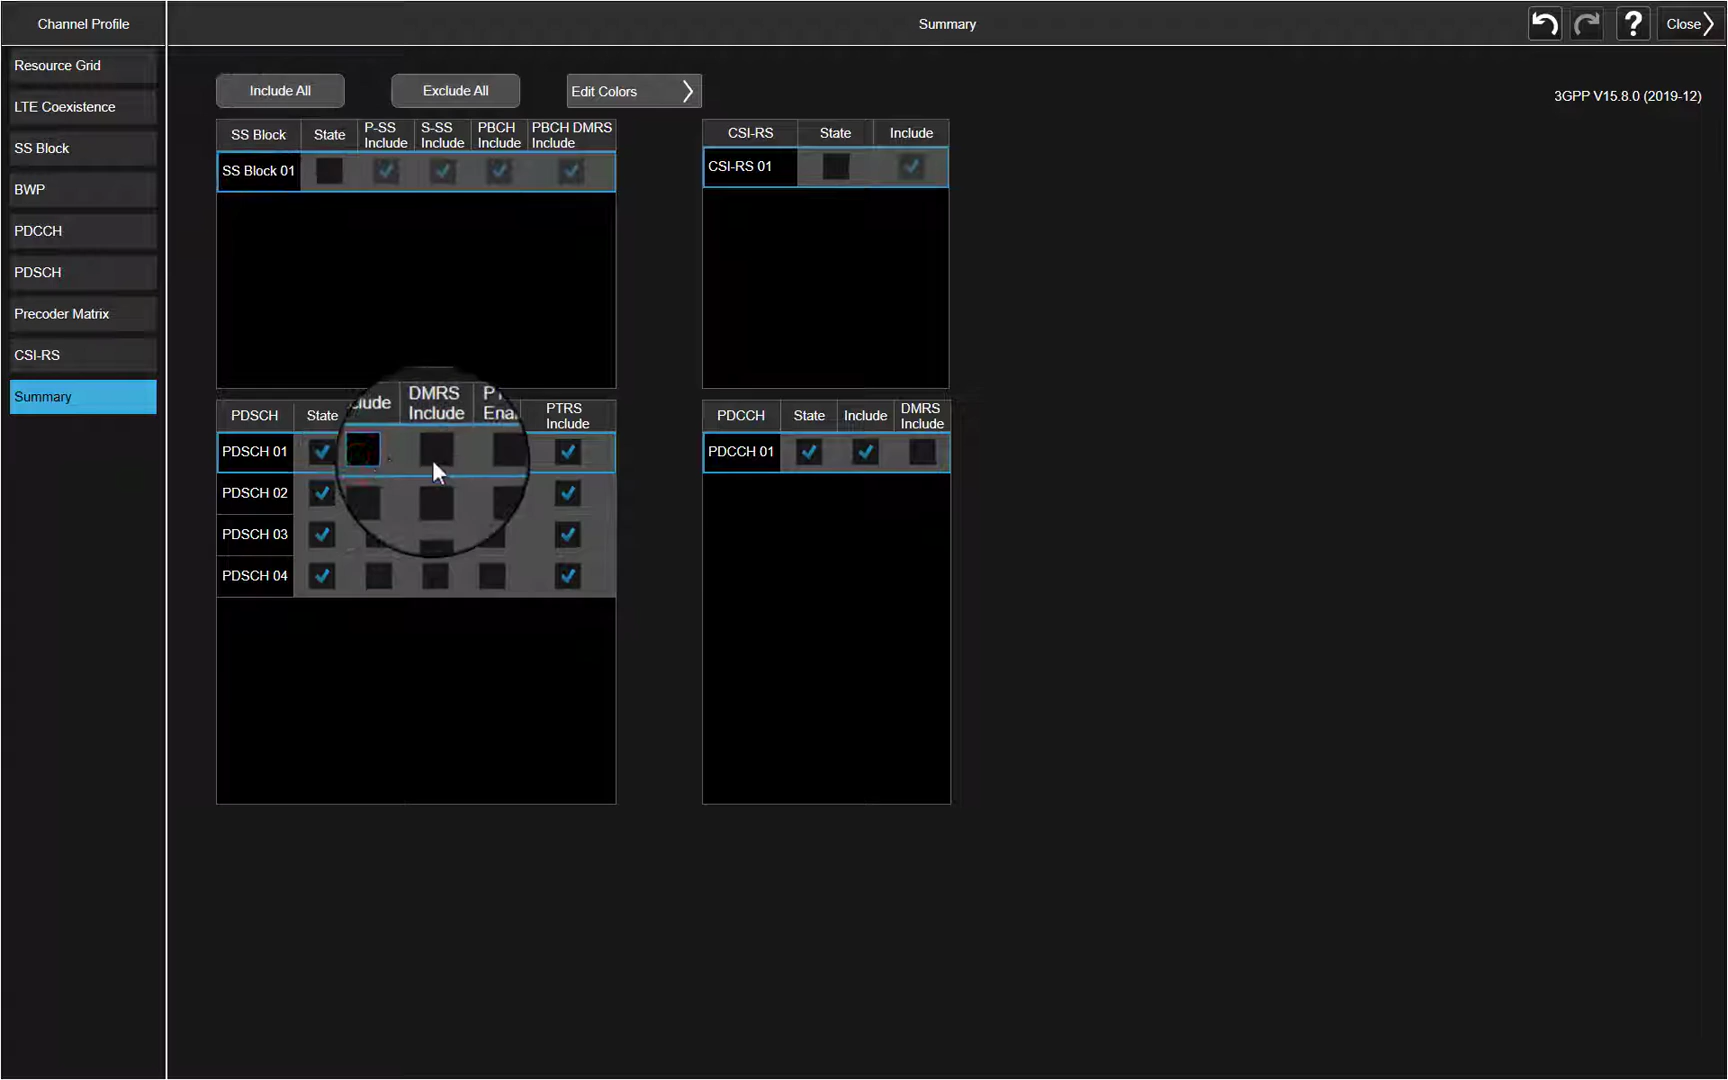 Channel Profile
Summary
Close
Resource Grid
LTE Coexistence
SS Block
BWP
PDCCH
PDSCH
Precoder Matrix
CSI-RS
Summary
Include All
Exclude All
Edit Colors
3GPP V15.8.0 (2019-12)
SS Block State P-SS Include S-SS Include PBCH Include PBCH DMRS Include
SS Block 01
CSI-RS State Include
CSI-RS 01
PDSCH State DMRS Include PTRS Include
PDSCH 01
PDSCH 02
PDSCH 03
PDSCH 04
PDCCH State Include DMRS Include
PDCCH 01